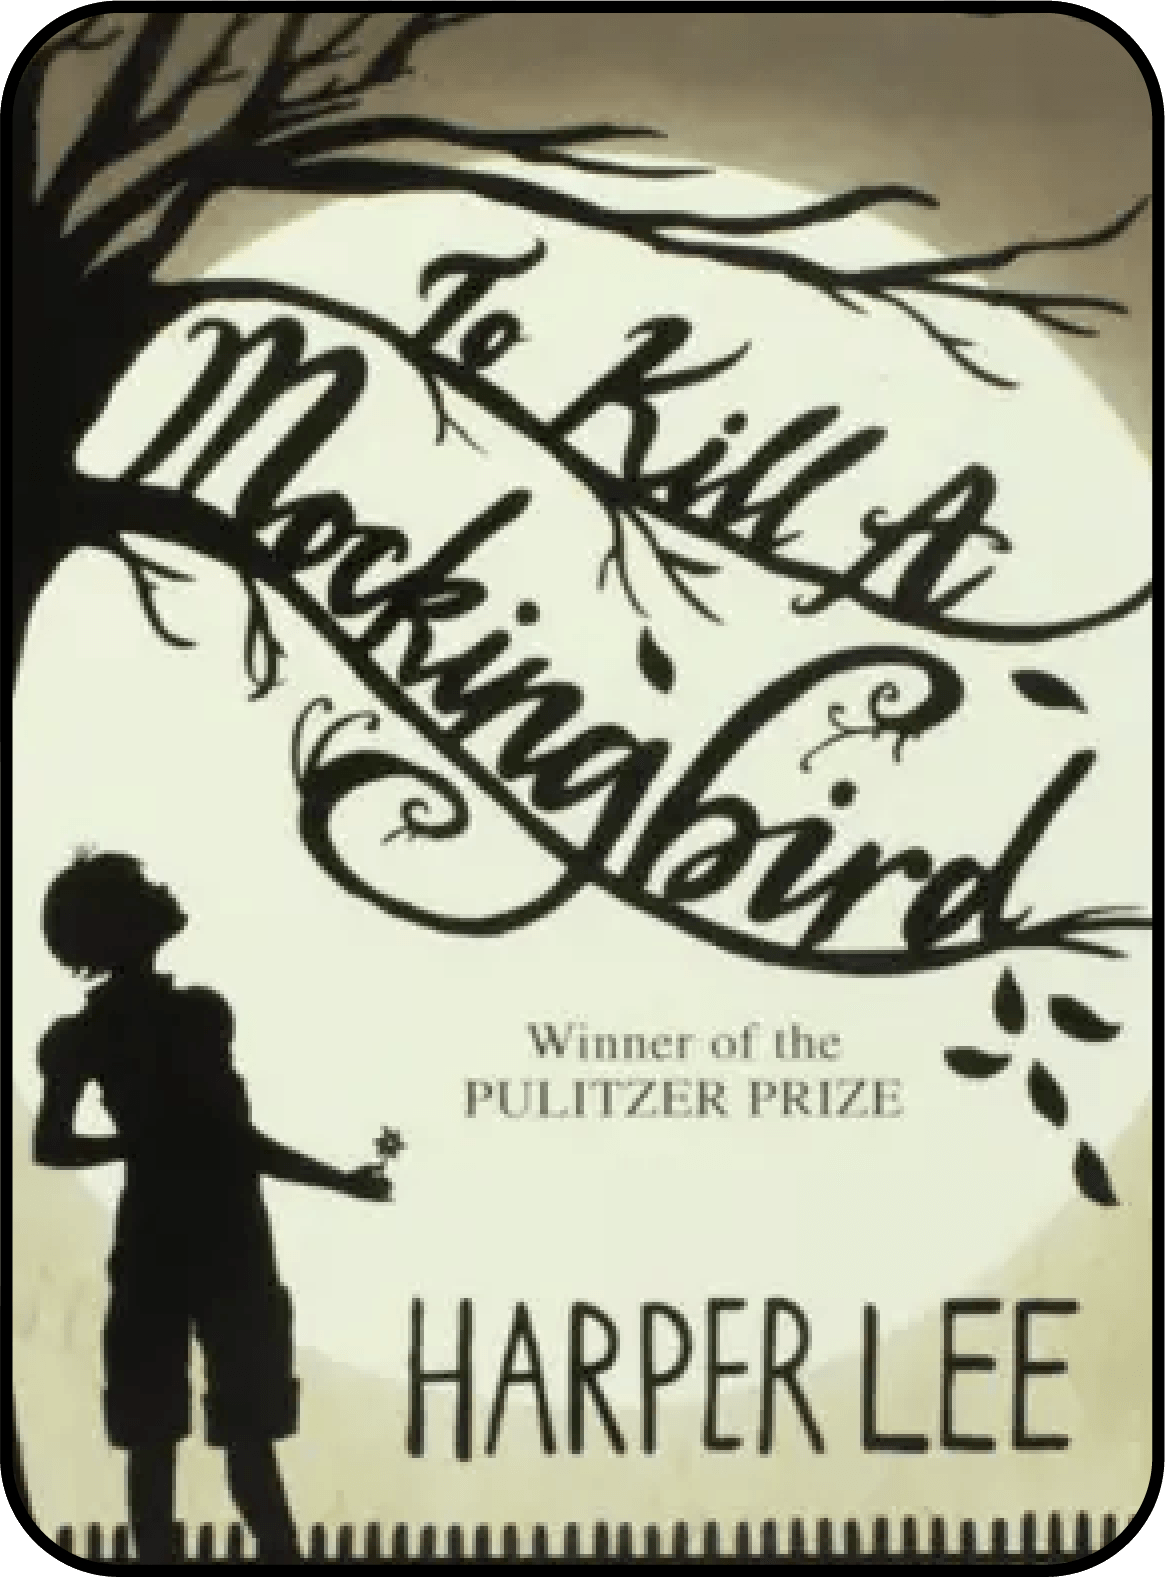 To Kill A
Mockingbird
Winner of the
PULITZER PRIZE
HARPER LEE